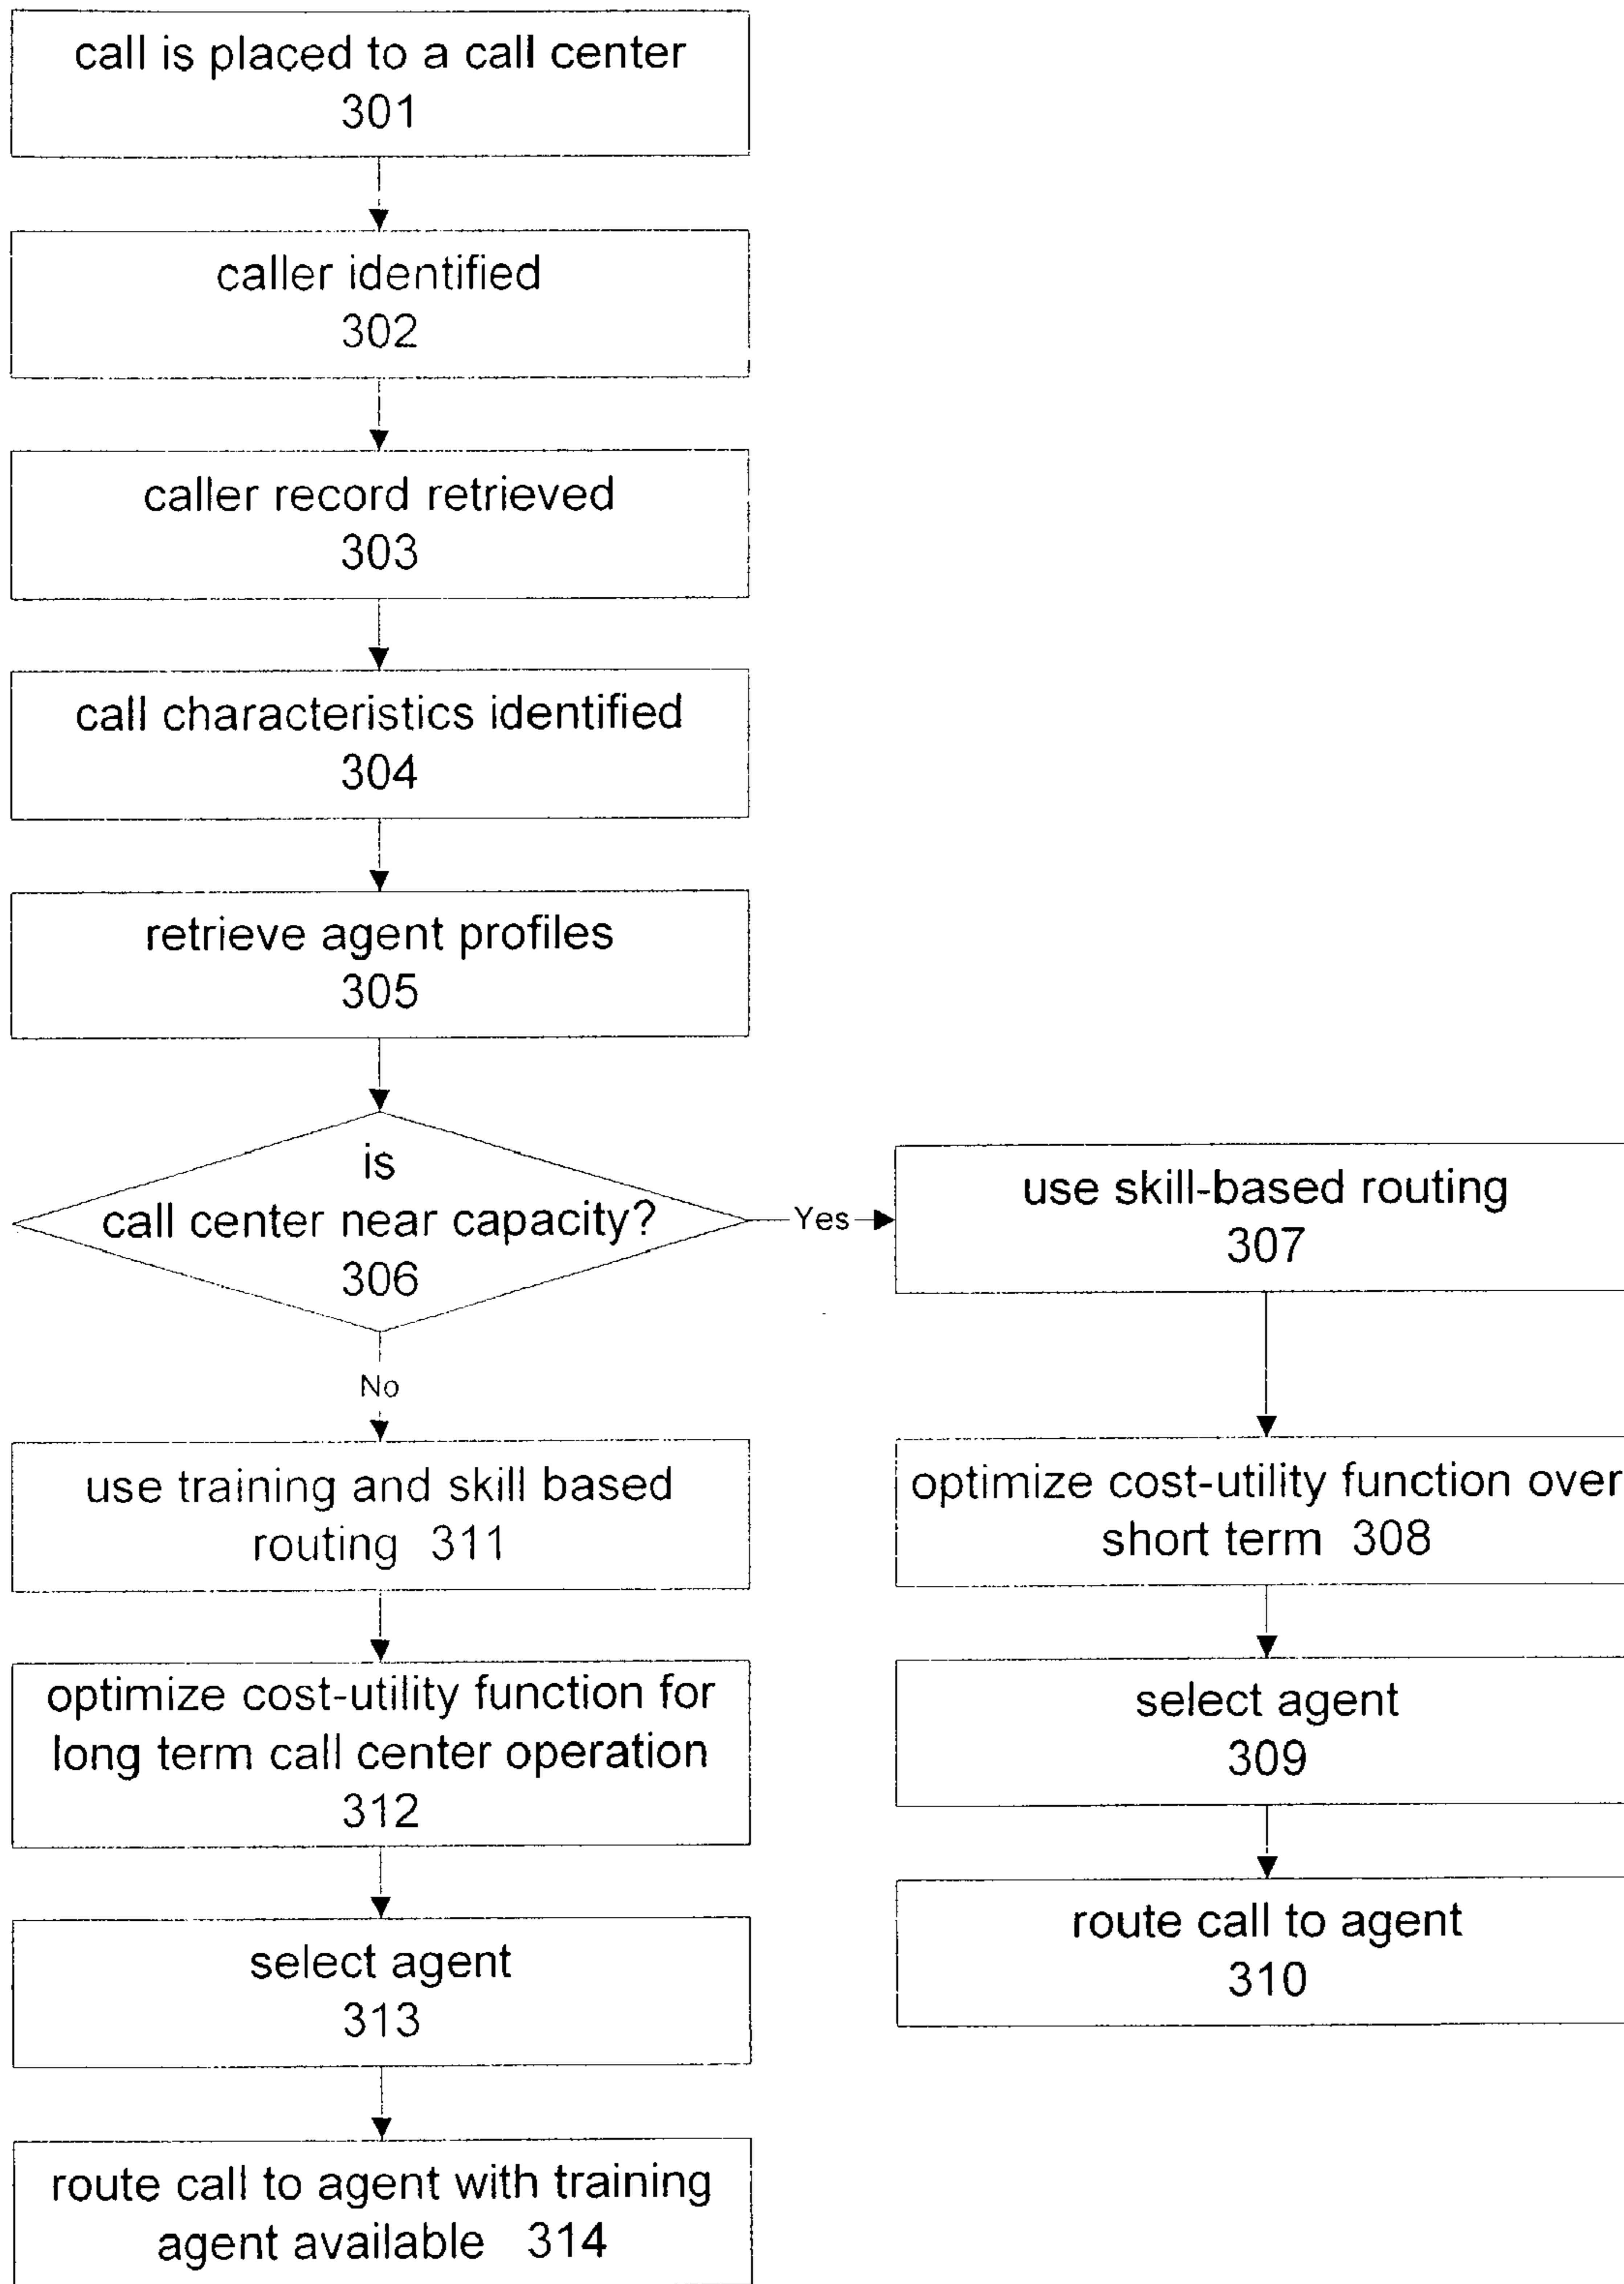 call is placed to a call center
301
caller identified
302
caller record retrieved
303
call characteristics identified
304
retrieve agent profiles
305
is
call center near capacity?
306
Yes
use skill-based routing
307
optimize cost-utility function over
short term 308
select agent
309
route call to agent
310
No
use training and skill based
routing 311
optimize cost-utility function for
long term call center operation
312
select agent
313
route call to agent with training
agent available 314